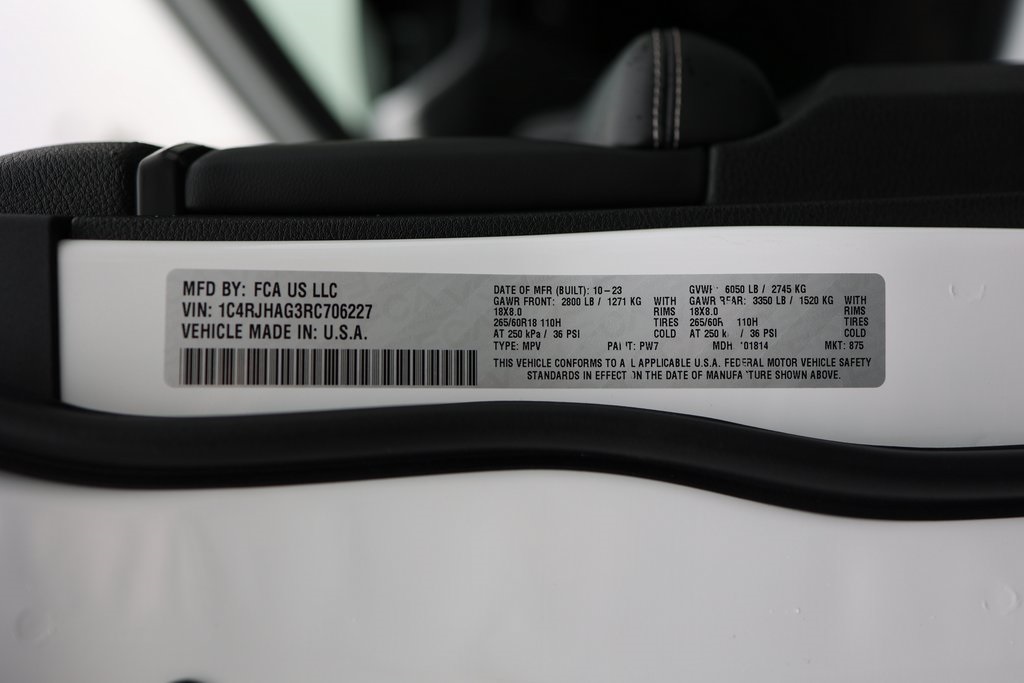 MFD BY: FCA US LLC
VIN: 1C4RJHAG3RC706227
VEHICLE MADE IN: U.S.A.
DATE OF MFR (BUILT): 10-23
GAWR FRONT: 2800 LB / 1271 KG WITH
18X8.0 RIMS
265/60R18 110H TIRES
AT 250 kPa / 36 PSI COLD
TYPE: MPV PAINT: PW7
GVWR: 6050 LB / 2745 KG
GAWR REAR: 3350 LB / 1520 KG WITH
18X8.0 RIMS
265/60R 110H TIRES
AT 250 k / 36 PSI COLD
MDH 01814 MKT: 875
THIS VEHICLE CONFORMS TO ALL APPLICABLE U.S.A. FEDERAL MOTOR VEHICLE SAFETY
STANDARDS IN EFFECT ON THE DATE OF MANUFACTURE SHOWN ABOVE.